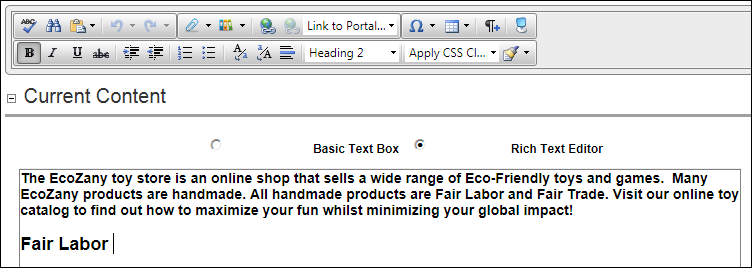 ABC
Link to Portal...
Ω
B I U abc
Heading 2
Apply CSS Cl...
Current Content
Basic Text Box
Rich Text Editor
The EcoZany toy store is an online shop that sells a wide range of Eco-Friendly toys and games. Many
EcoZany products are handmade. All handmade products are Fair Labor and Fair Trade. Visit our online toy
catalog to find out how to maximize your fun whilst minimizing your global impact!
Fair Labor